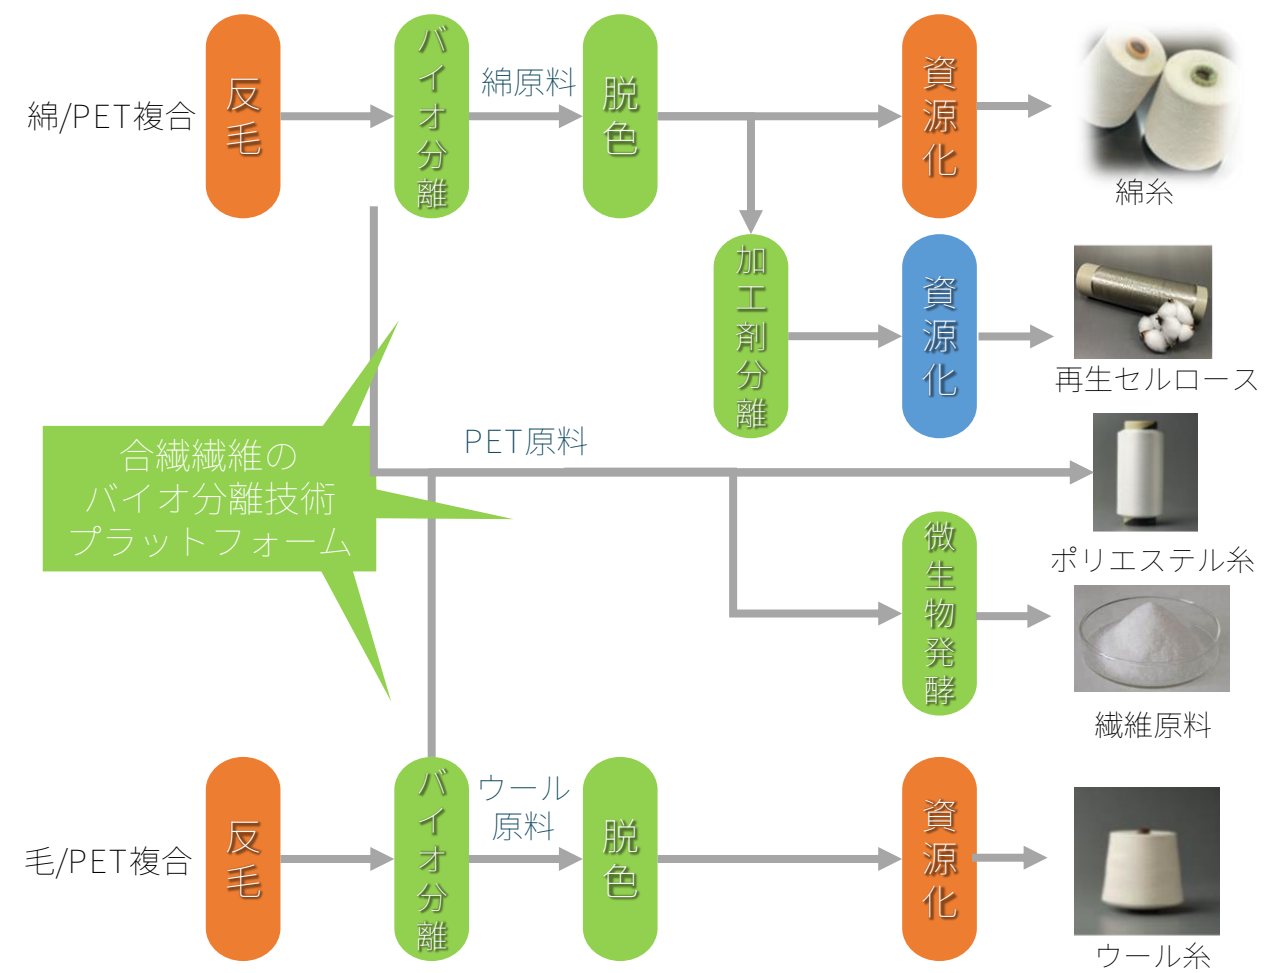 綿/PET複合
反毛
バイオ分離
綿原料
脱色
資源化
綿糸
加工剤分離
資源化
再生セルロース
合繊繊維の
バイオ分離技術
プラットフォーム
PET原料
ポリエステル糸
微生物発酵
繊維原料
毛/PET複合
反毛
バイオ分離
ウール
原料
脱色
資源化
ウール糸